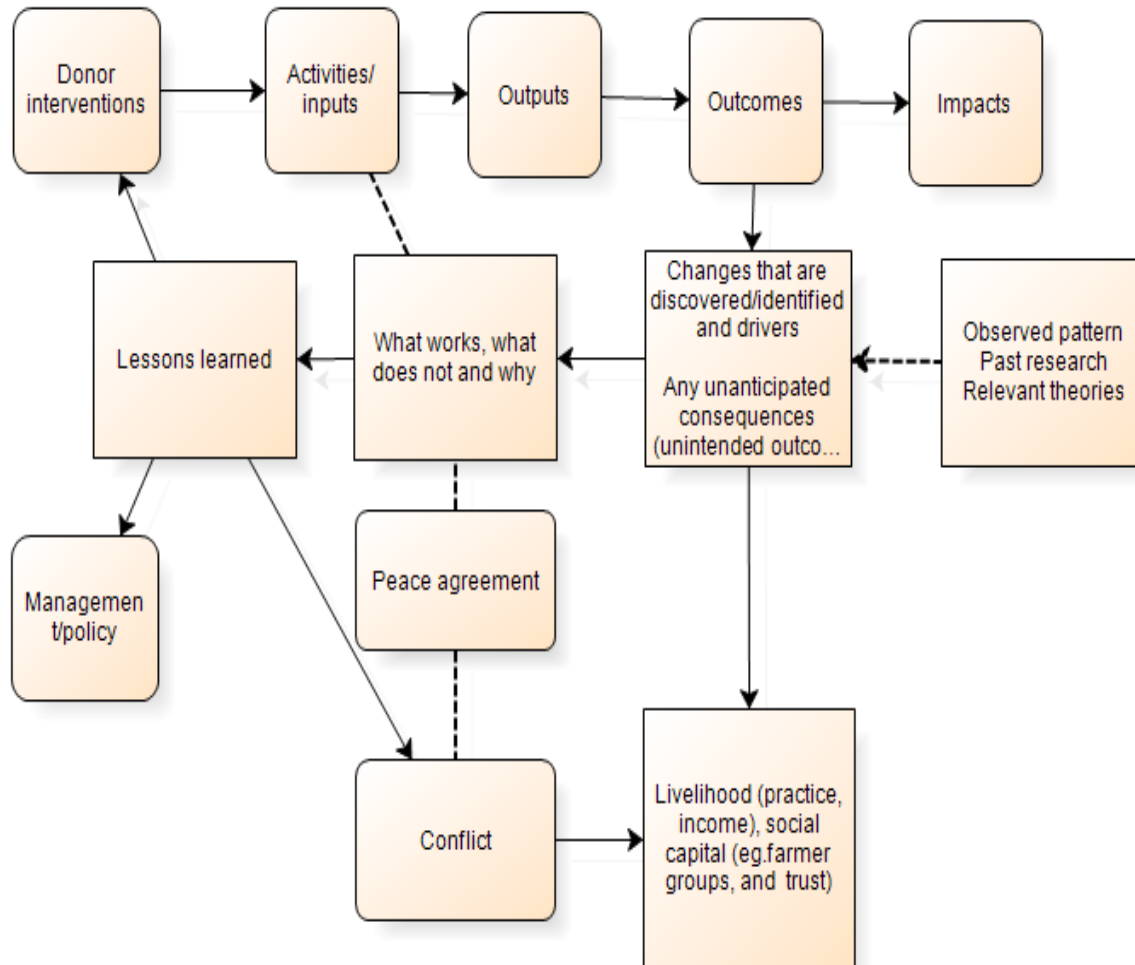 Donor
interventions
Activities/
inputs
Outputs
Outcomes
Impacts
Lessons learned
What works, what
does not and why
Changes that are
discovered/identified
and drivers
Any unanticipated
consequences
(unintended outco...
Observed pattern
Past research
Relevant theories
Managemen
t/policy
Peace agreement
Conflict
Livelihood (practice,
income), social
capital (eg.farmer
groups, and trust)